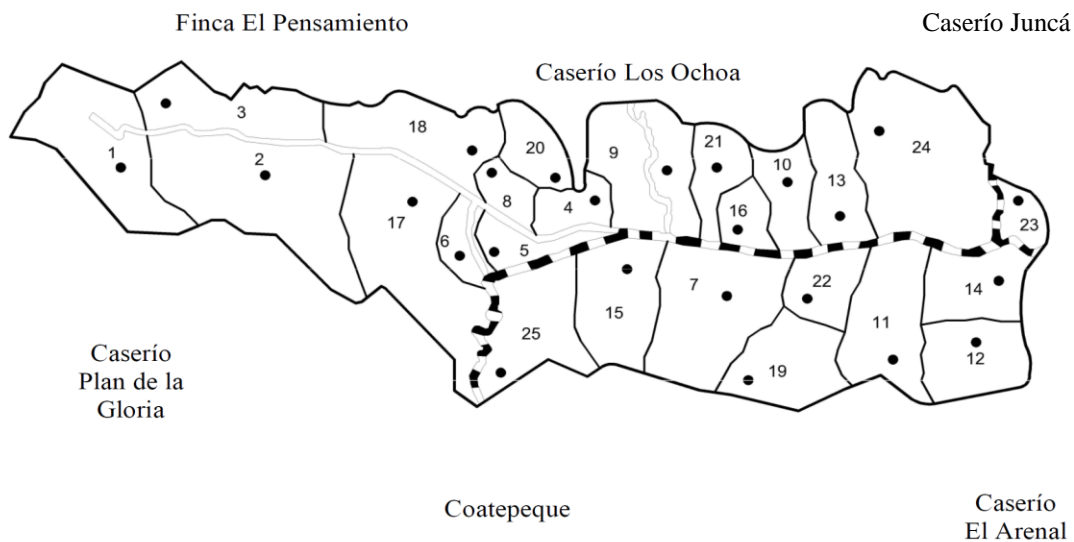 Finca El Pensamiento
Caserío Juncá
Caserío Los Ochoa
1
2
3
18
20
9
21
10
13
24
8
4
16
17
6
5
23
25
15
7
22
19
11
14
12
Caserío
Plan de la
Gloria
Coatepeque
Caserío
El Arenal